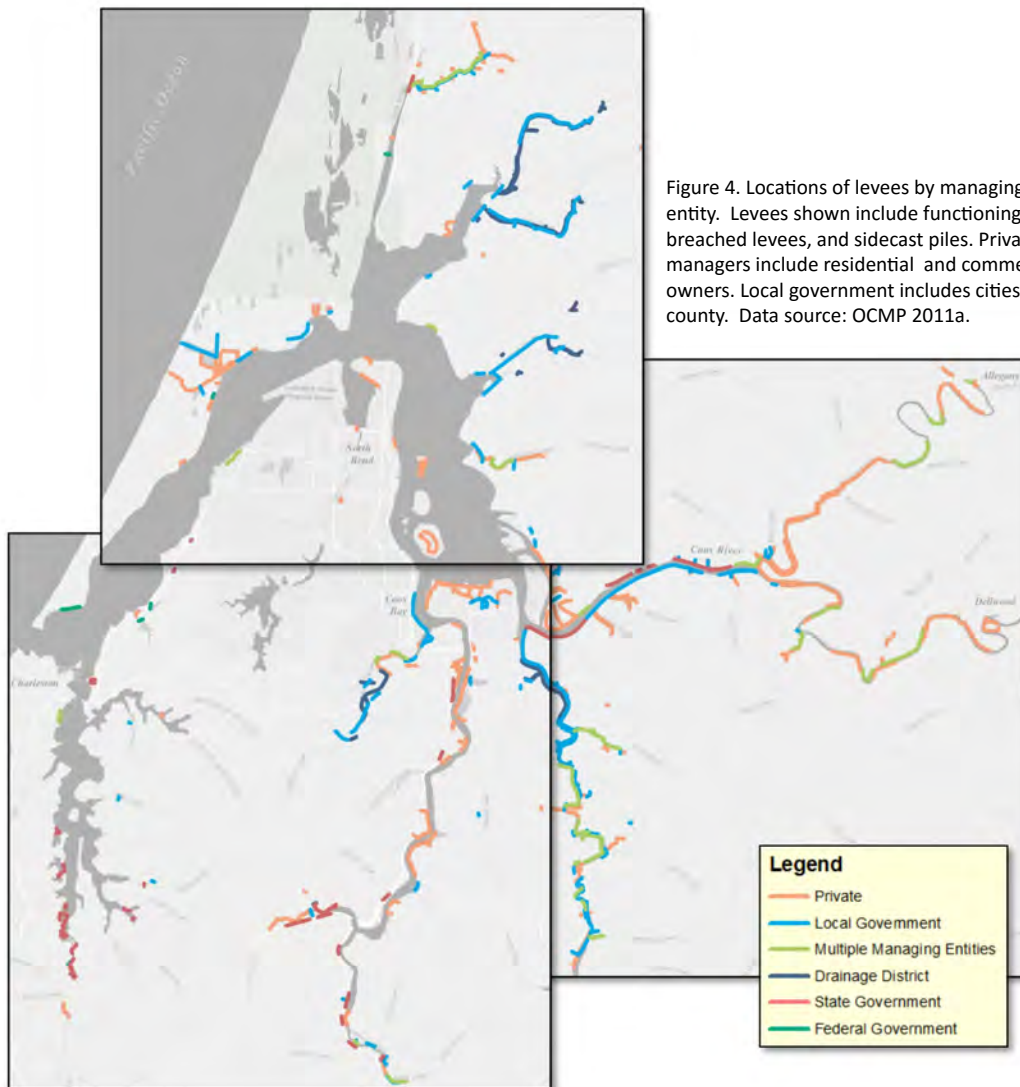 Pacific Ocean
Figure 4. Locations of levees by managing
entity.  Levees shown include functioning
breached levees, and sidecast piles. Priva
managers include residential  and comme
owners. Local government includes cities
county.  Data source: OCMP 2011a.
North
Bend
Allegany
Coos River
Dellwood
Coos
Bay
Charleston
Legend
Private
Local Government
Multiple Managing Entities
Drainage District
State Government
Federal Government